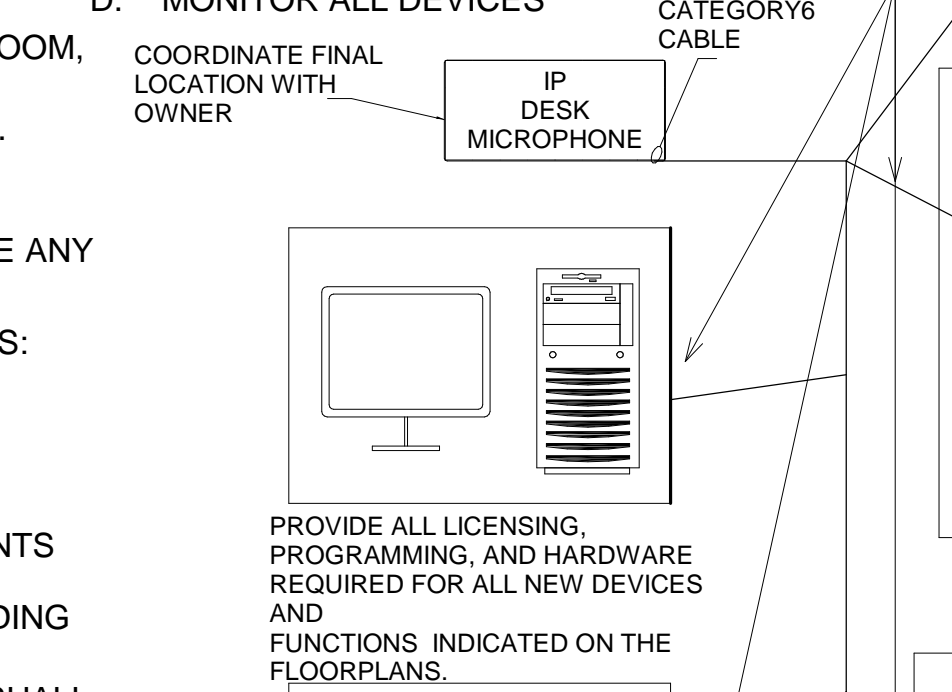 D. MONITOR ALL DEVICES
OOM,
.
E ANY
S:
NTS
DING
COORDINATE FINAL
LOCATION WITH
OWNER
IP
DESK
MICROPHONE
CATEGORY6
CABLE
PROVIDE ALL LICENSING,
PROGRAMMING, AND HARDWARE
REQUIRED FOR ALL NEW DEVICES
AND
FUNCTIONS INDICATED ON THE
FLOORPLANS.